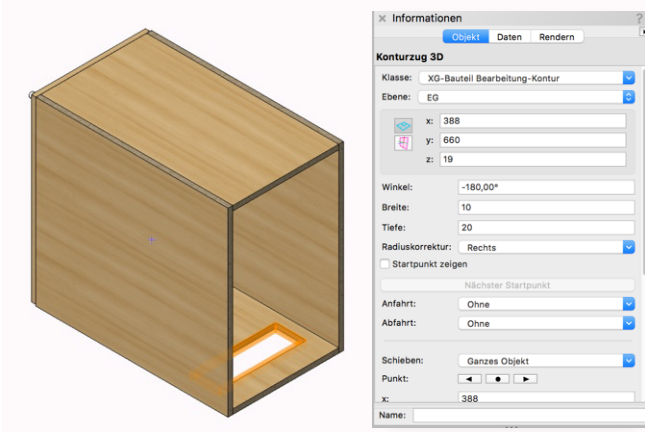 Informationen
?
Objekt Daten Rendern
Konturzug 3D
Klasse: XG-Bauteil Bearbeitung-Kontur
Ebene: EG
x: 388
y: 660
z: 19
Winkel: -180,00°
Breite: 10
Tiefe: 20
Radiuskorrektur: Rechts
Startpunkt zeigen
Nächster Startpunkt
Anfahrt: Ohne
Abfahrt: Ohne
Schieben: Ganzes Objekt
Punkt:
x: 388
Name: